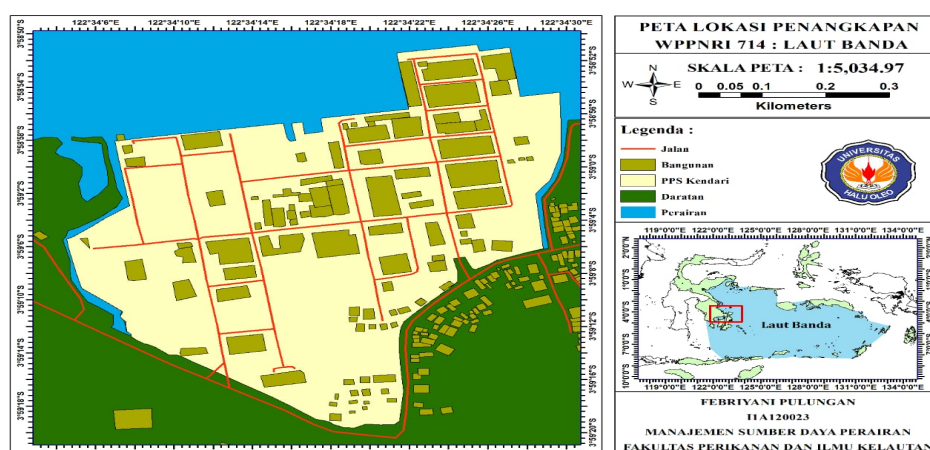 122°34'6"E 122°34'10"E 122°34'14"E 122°34'18"E 122°34'22"E 122°34'26"E 122°34'30"E
PETA LOKASI PENANGKAPAN
WPPNRI 714 : LAUT BANDA
N
W E
S
SKALA PETA : 1:5,034.97
0 0.05 0.1 0.2 0.3
Kilometers
Legenda :
Jalan
Bangunan
PPS Kendari
Daratan
Perairan
UNIVERSITAS
HALU OLEO
119°0'0"E 122°0'0"E 125°0'0"E 128°0'0"E 131°0'0"E 134°0'0"E
Laut Banda
119°0'0"E 122°0'0"E 125°0'0"E 128°0'0"E 131°0'0"E 134°0'0"E
FEBRIYANI PULUNGAN
I1A120023
MANAJEMEN SUMBER DAYA PERAIRAN
FAKULTAS PERIKANAN DAN ILMU KELAUTAN